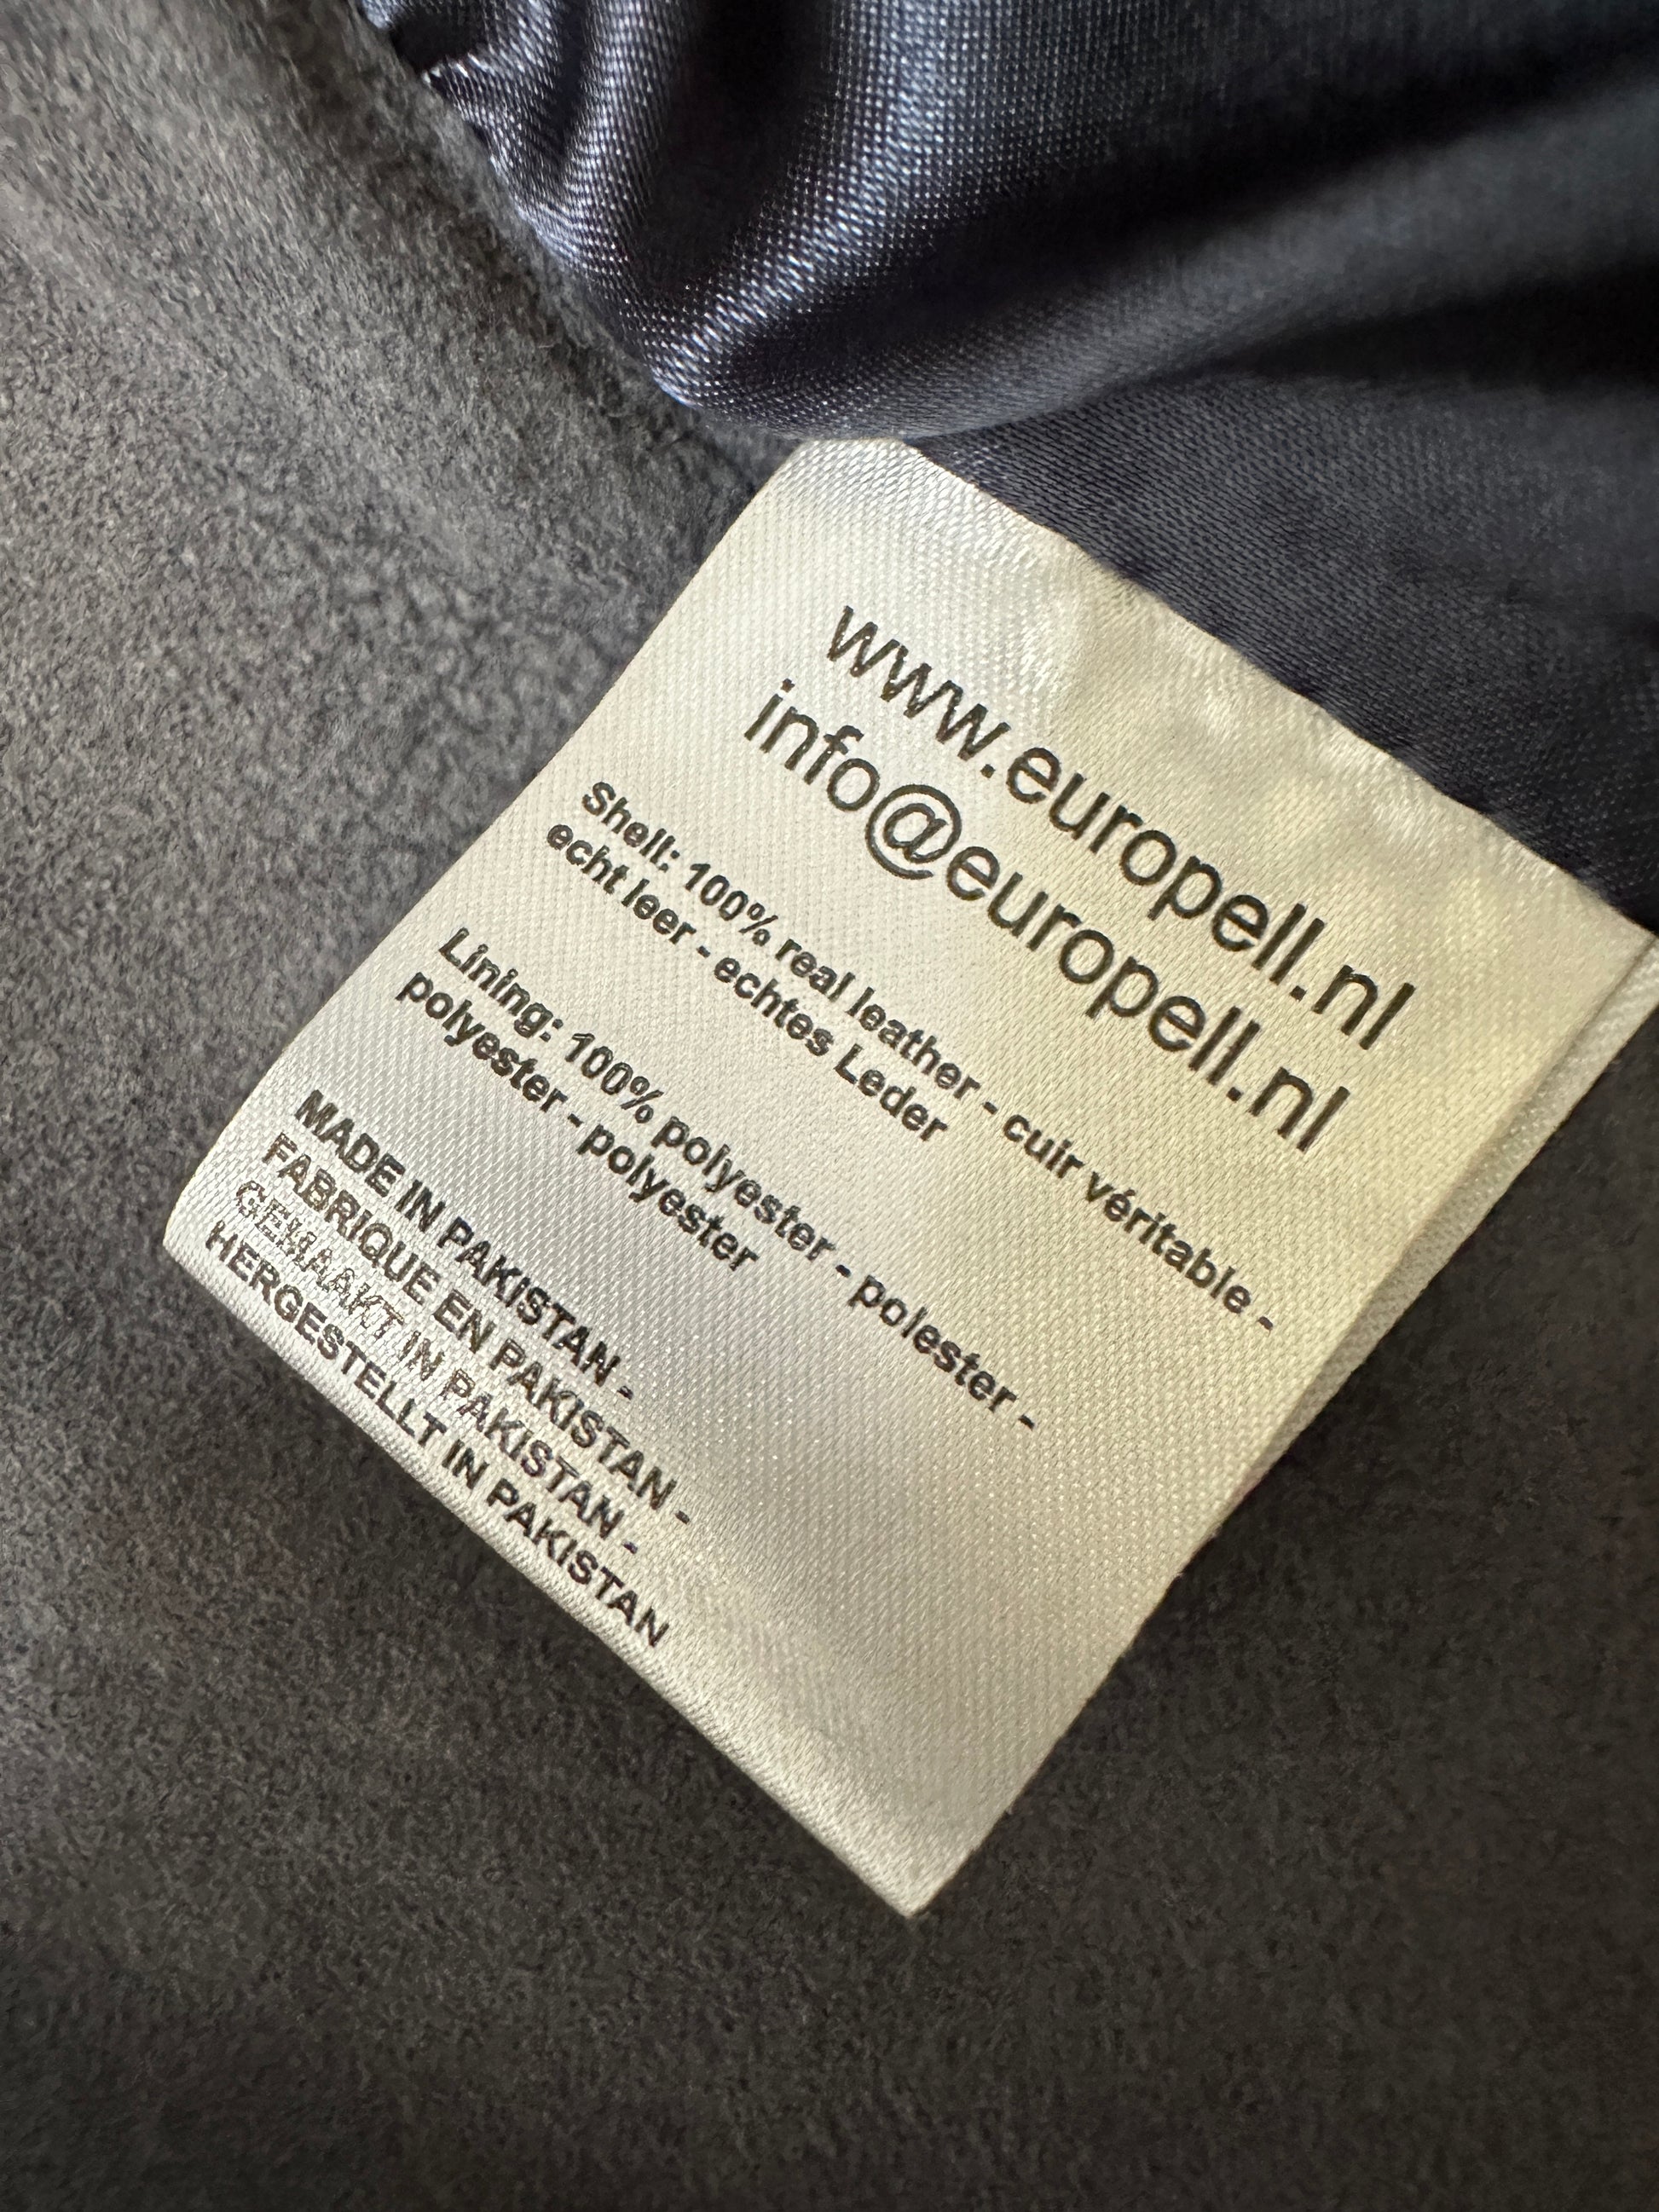 www.europell.nl
info@europell.nl
Shell: 100% real leather - cuir véritable -
echt leer - echtes Leder
Lining: 100% polyester - polester -
polyester - polyester
MADE IN PAKISTAN -
FABRIQUE EN PAKISTAN -
GEMAAKT IN PAKISTAN -
HERGESTELLT IN PAKISTAN